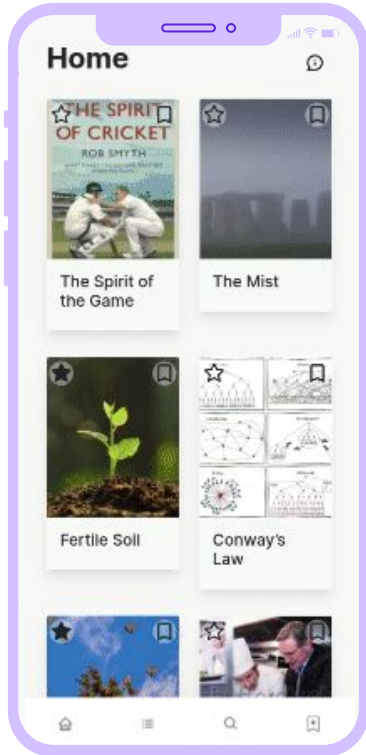 Home
THE SPIRIT
OF CRICKET
ROB SMYTH
The Spirit of
the Game
The Mist
Fertile Soil
Conway's
Law